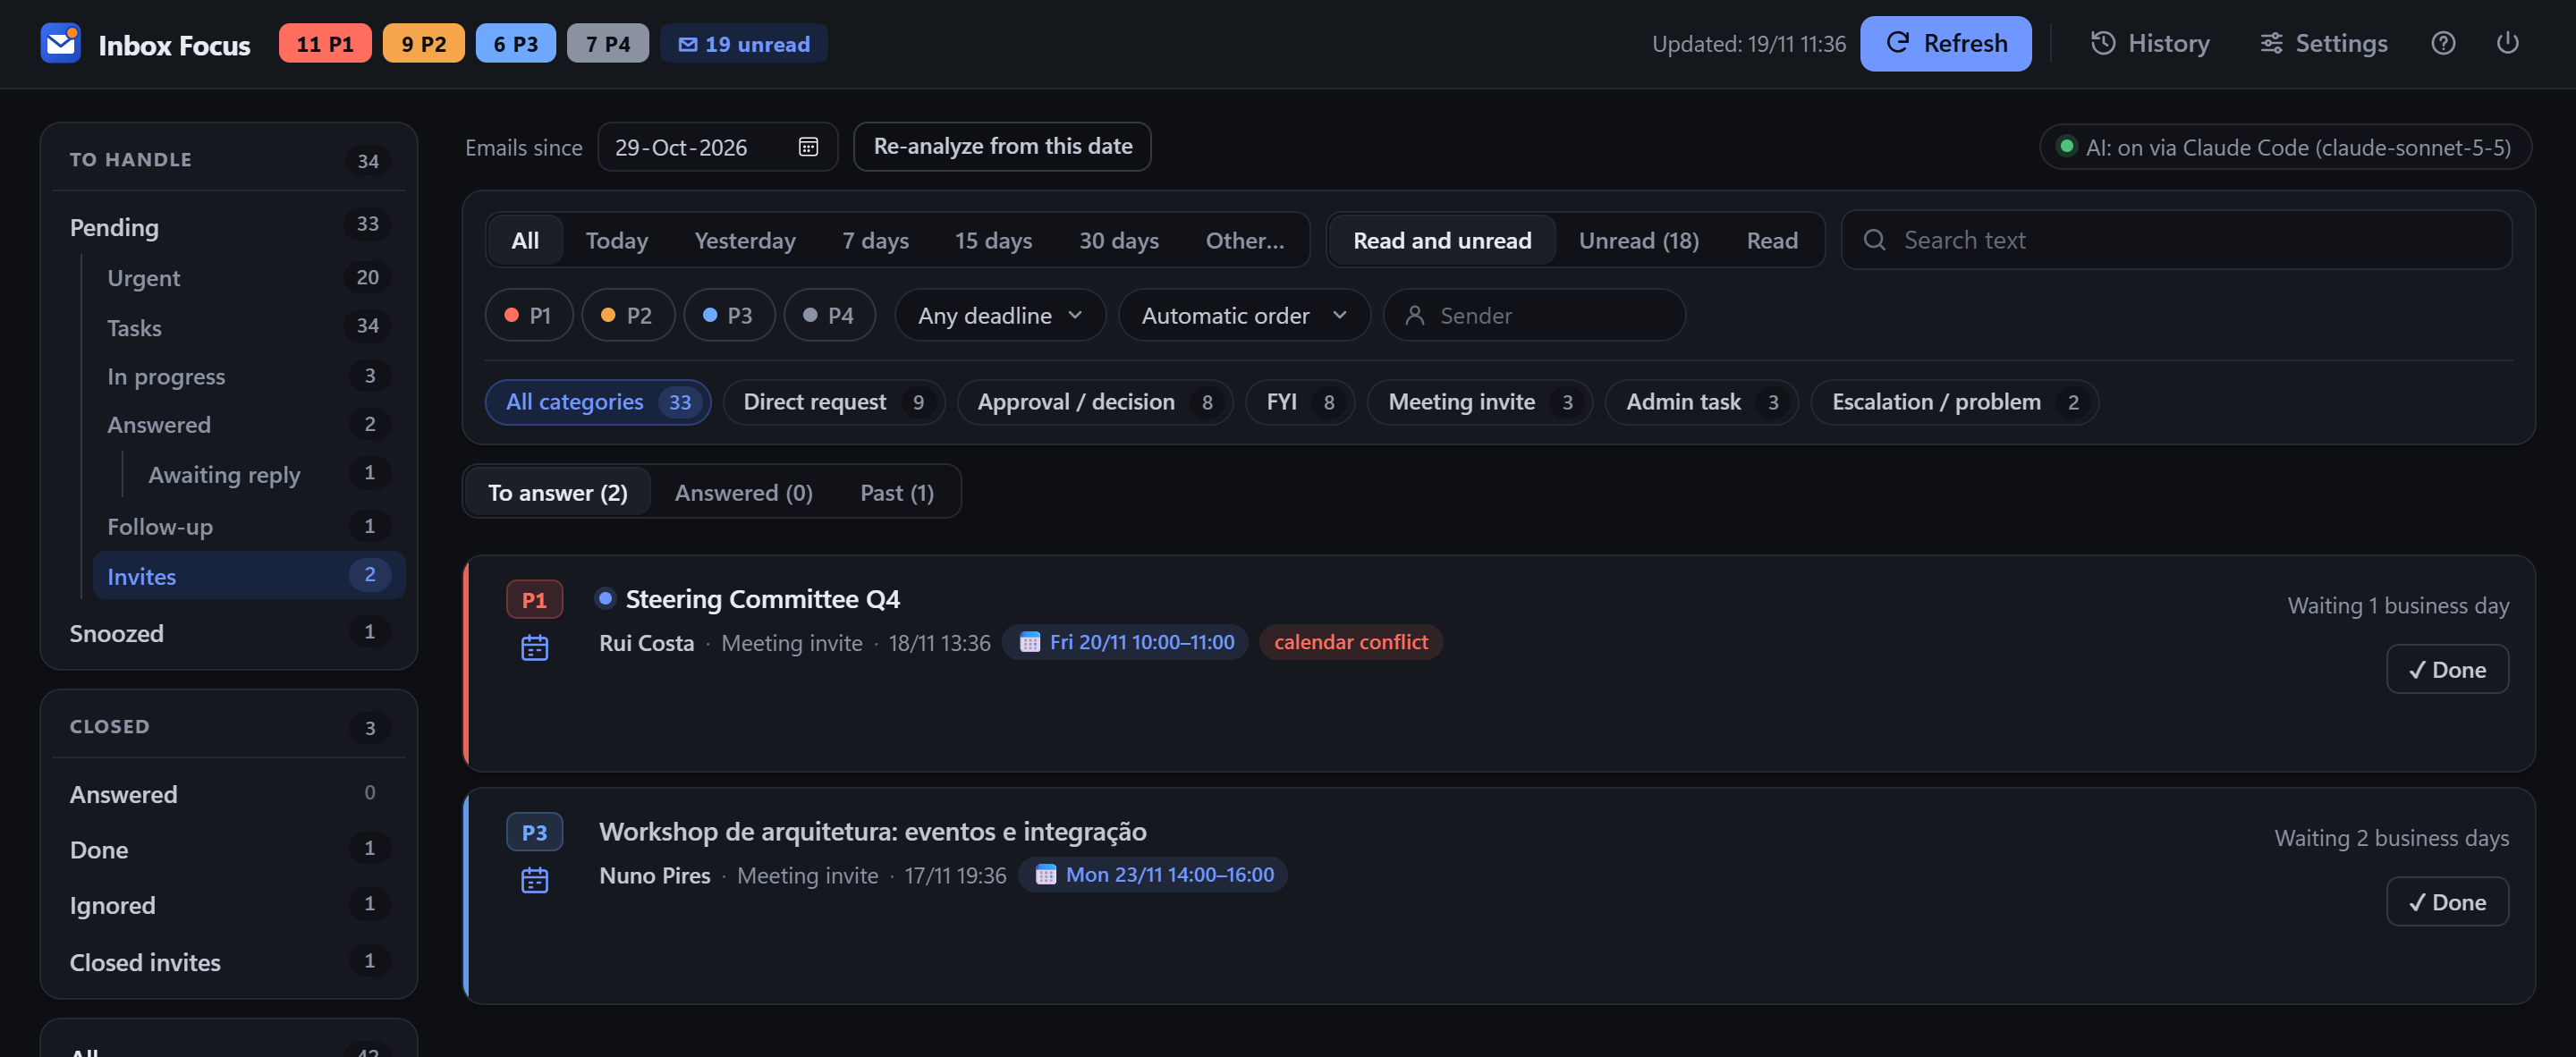 Inbox Focus 11 P1 9 P2 6 P3 7 P4 19 unread Updated: 19/11 11:36 Refresh History Settings
TO HANDLE 34
Pending 33
Urgent 20
Tasks 34
In progress 3
Answered 2
Awaiting reply 1
Follow-up 1
Invites 2
Snoozed 1
CLOSED 3
Answered 0
Done 1
Ignored 1
Closed invites 1
All 42
Emails since 29-Oct-2026 Re-analyze from this date AI: on via Claude Code (claude-sonnet-5-5)
All Today Yesterday 7 days 15 days 30 days Other... Read and unread Unread (18) Read Search text
P1 P2 P3 P4 Any deadline Automatic order Sender
All categories 33 Direct request 9 Approval / decision 8 FYI 8 Meeting invite 3 Admin task 3 Escalation / problem 2
To answer (2) Answered (0) Past (1)
P1 Steering Committee Q4 Waiting 1 business day
Rui Costa · Meeting invite · 18/11 13:36 Fri 20/11 10:00–11:00 calendar conflict
✓ Done
P3 Workshop de arquitetura: eventos e integração Waiting 2 business days
Nuno Pires · Meeting invite · 17/11 19:36 Mon 23/11 14:00–16:00
✓ Done